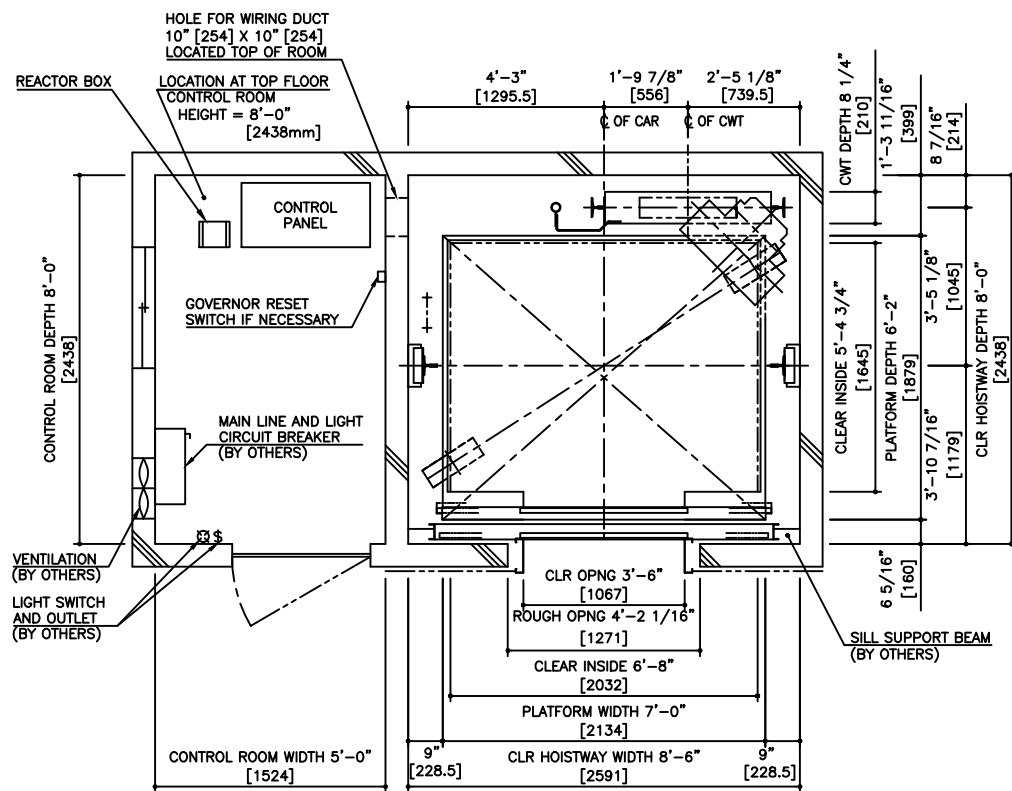 HOLE FOR WIRING DUCT
10" [254] X 10" [254]
LOCATED TOP OF ROOM
REACTOR BOX
LOCATION AT TOP FLOOR
CONTROL ROOM
HEIGHT = 8'-0"
[2438mm]
4'-3"
[1295.5]
1'-9 7/8"
[556]
2'-5 1/8"
[739.5]
℄ OF CAR
℄ OF CWT
CWT DEPTH 8 1/4"
[210]
1'-3 11/16"
[399]
8 7/16"
[214]
CONTROL
PANEL
GOVERNOR RESET
SWITCH IF NECESSARY
CONTROL ROOM DEPTH 8'-0"
[2438]
MAIN LINE AND LIGHT
CIRCUIT BREAKER
(BY OTHERS)
CLEAR INSIDE 5'-4 3/4"
[1645]
PLATFORM DEPTH 6'-2"
[1879]
3'-5 1/8"
[1045]
3'-10 7/16"
[1179]
CLR HOISTWAY DEPTH 8'-0"
[2438]
6 5/16"
[160]
$
VENTILATION
(BY OTHERS)
LIGHT SWITCH
AND OUTLET
(BY OTHERS)
CLR OPNG 3'-6"
[1067]
ROUGH OPNG 4'-2 1/16"
[1271]
CLEAR INSIDE 6'-8"
[2032]
PLATFORM WIDTH 7'-0"
[2134]
SILL SUPPORT BEAM
(BY OTHERS)
CONTROL ROOM WIDTH 5'-0"
[1524]
9"
[228.5]
CLR HOISTWAY WIDTH 8'-6"
[2591]
9"
[228.5]